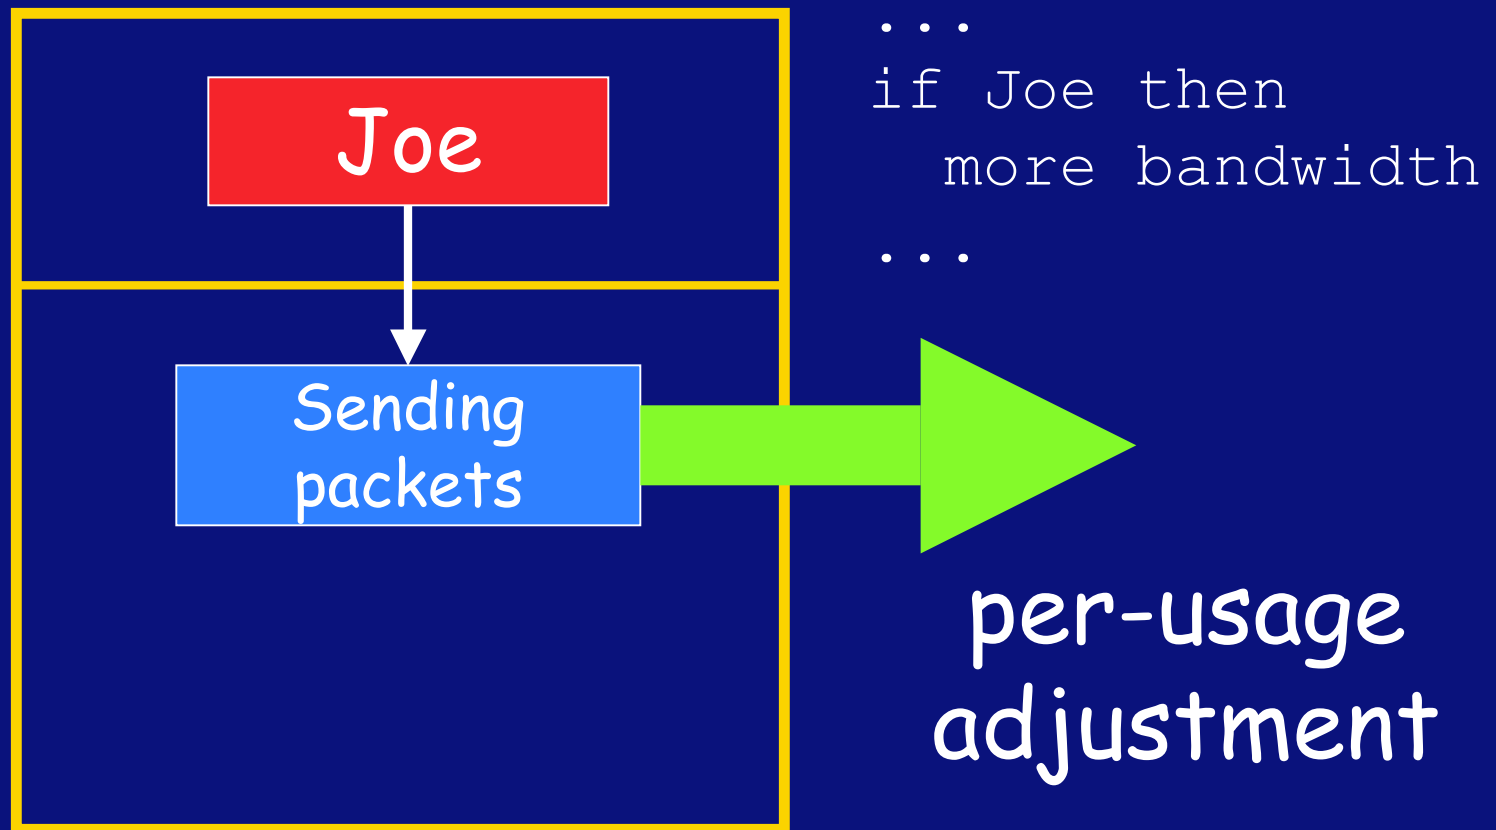 Joe
Sending
packets
...
if Joe then
  more bandwidth
...
per-usage
adjustment